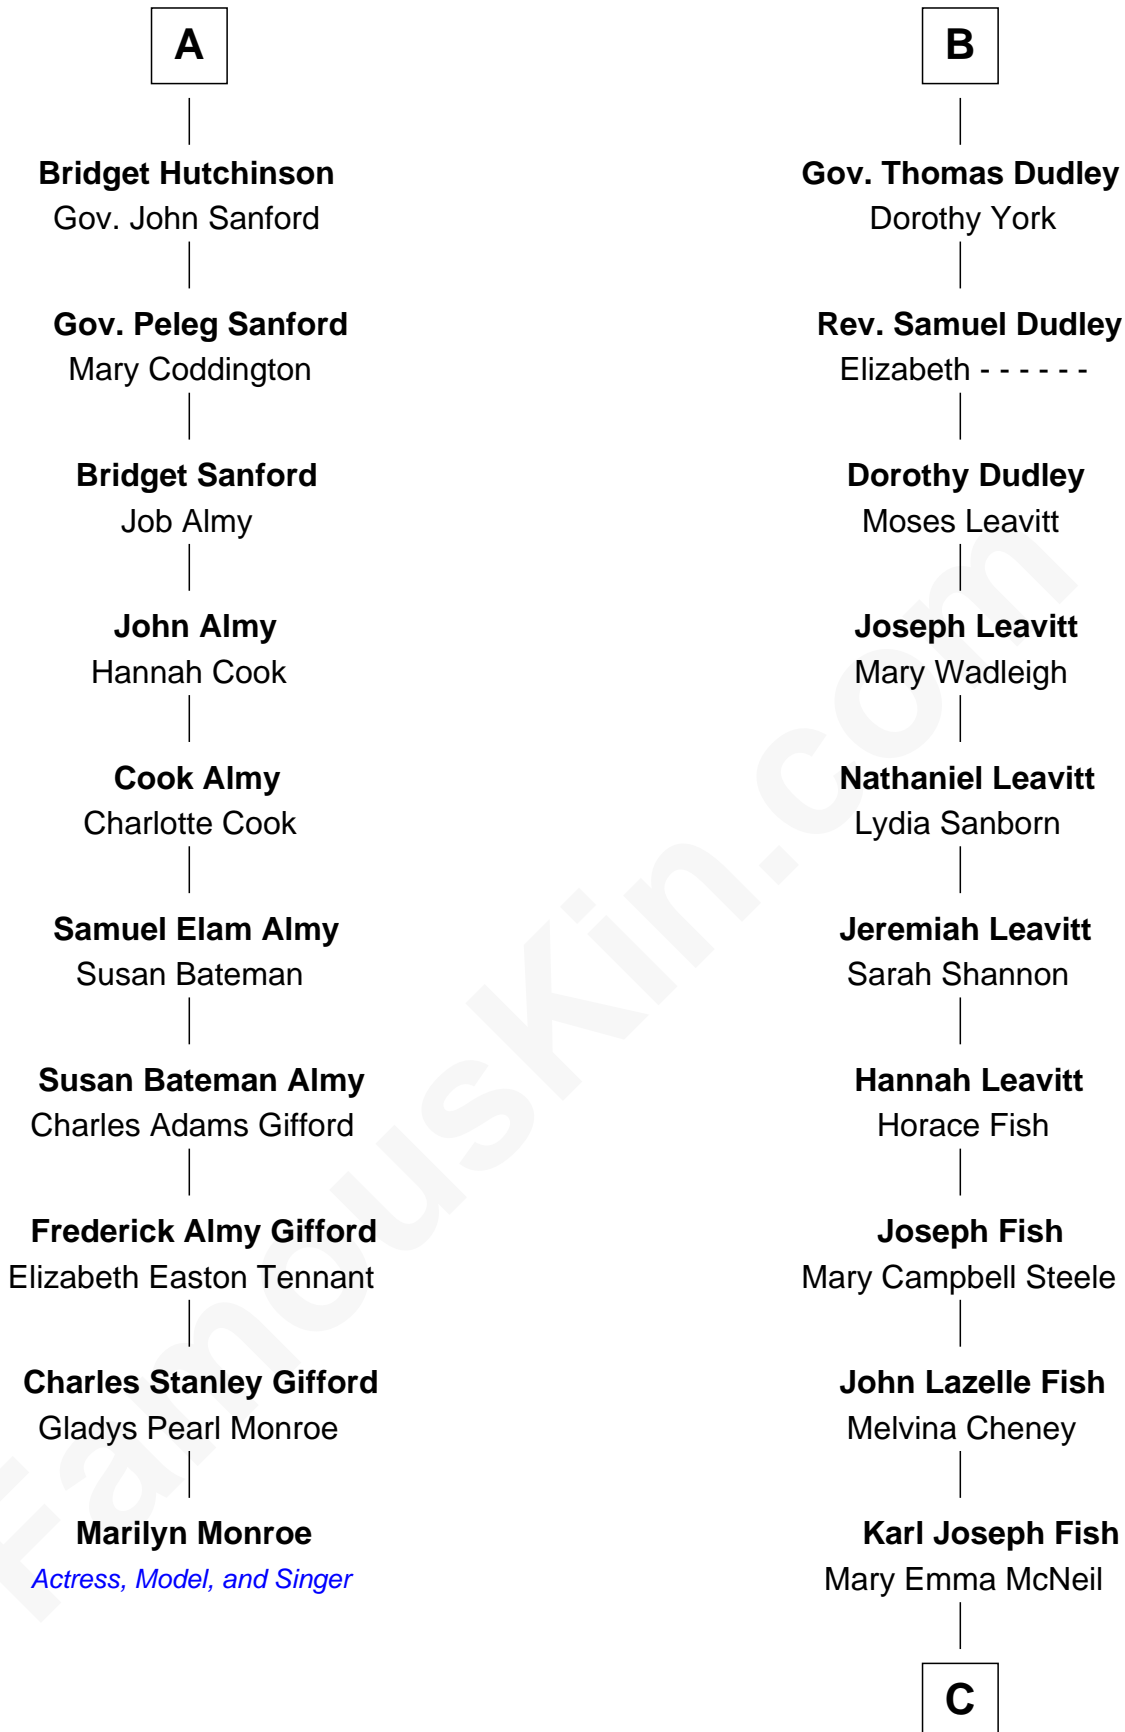 A
Bridget Hutchinson
Gov. John Sanford
Gov. Peleg Sanford
Mary Coddington
Bridget Sanford
Job Almy
John Almy
Hannah Cook
Cook Almy
Charlotte Cook
Samuel Elam Almy
Susan Bateman
Susan Bateman Almy
Charles Adams Gifford
Frederick Almy Gifford
Elizabeth Easton Tennant
Charles Stanley Gifford
Gladys Pearl Monroe
Marilyn Monroe
Actress, Model, and Singer
B
Gov. Thomas Dudley
Dorothy York
Rev. Samuel Dudley
Elizabeth - - - - - -
Dorothy Dudley
Moses Leavitt
Joseph Leavitt
Mary Wadleigh
Nathaniel Leavitt
Lydia Sanborn
Jeremiah Leavitt
Sarah Shannon
Hannah Leavitt
Horace Fish
Joseph Fish
Mary Campbell Steele
John Lazelle Fish
Melvina Cheney
Karl Joseph Fish
Mary Emma McNeil
C
FamousKin.com